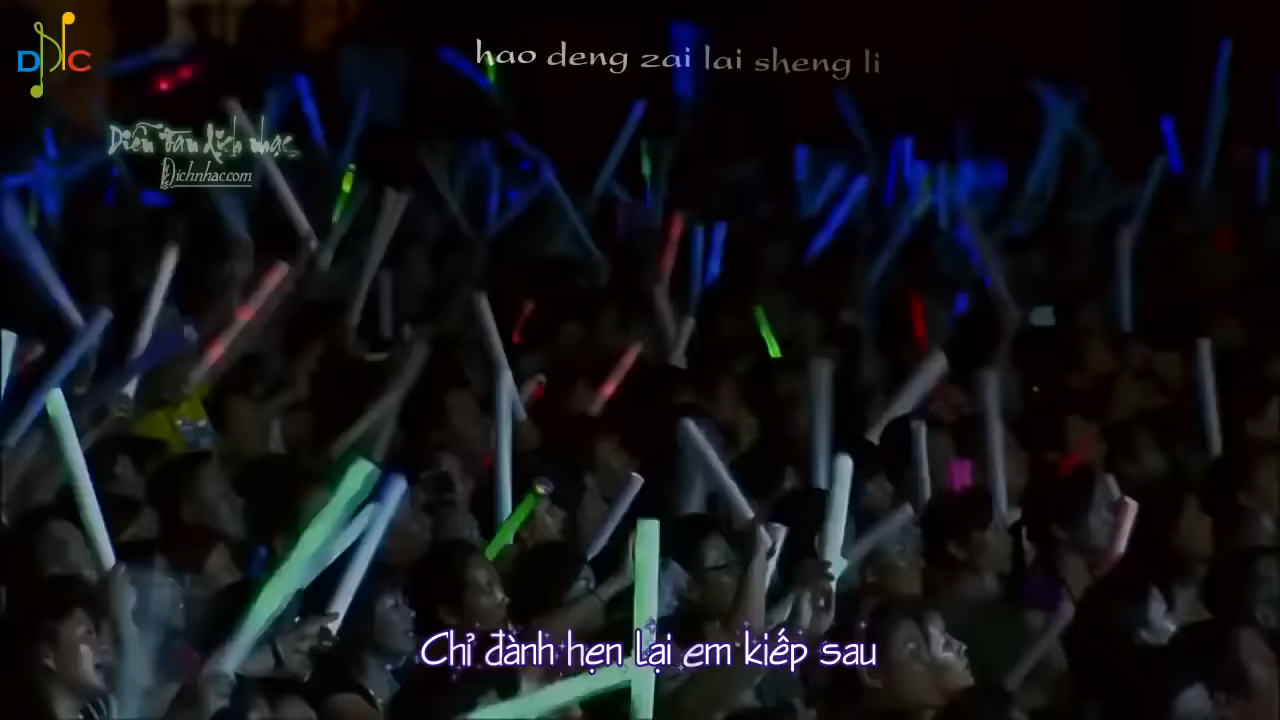 DNC
hao deng zai lai sheng li
Diễn đàn dịch nhạc
Dichnhac.com
Chỉ đành hẹn lại em kiếp sau